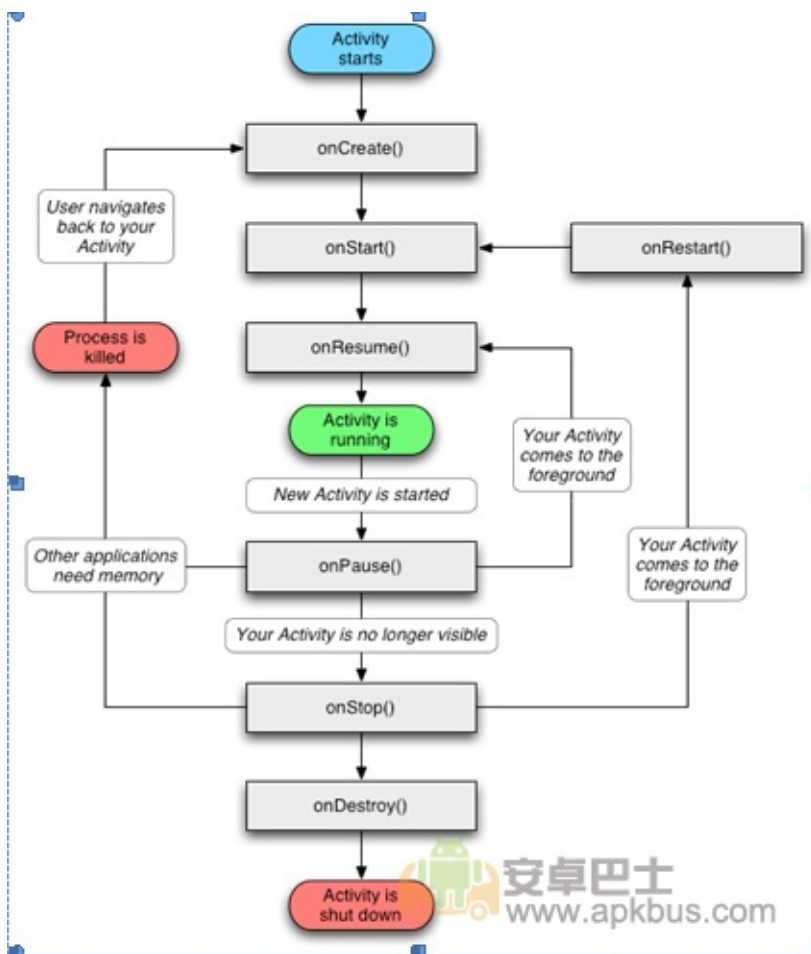 Activity
starts
onCreate()
User navigates
back to your
Activity
onStart()
onRestart()
Process is
killed
onResume()
Activity is
running
Your Activity
comes to the
foreground
New Activity is started
Other applications
need memory
onPause()
Your Activity
comes to the
foreground
Your Activity is no longer visible
onStop()
onDestroy()
Activity is
shut down
安卓巴士
www.apkbus.com